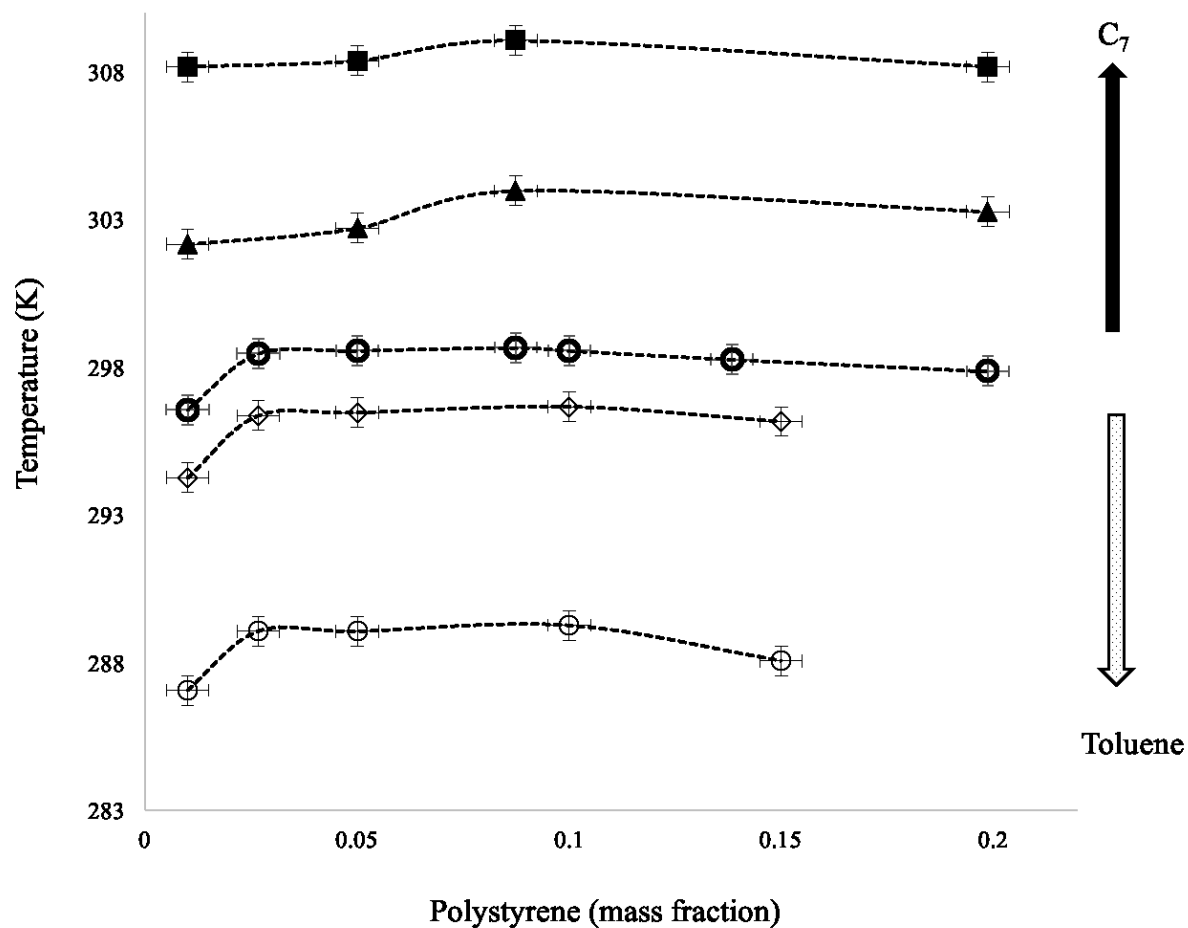 C₇
308
303
298
293
288
283
Temperature (K)
Toluene
0
0.05
0.1
0.15
0.2
Polystyrene (mass fraction)